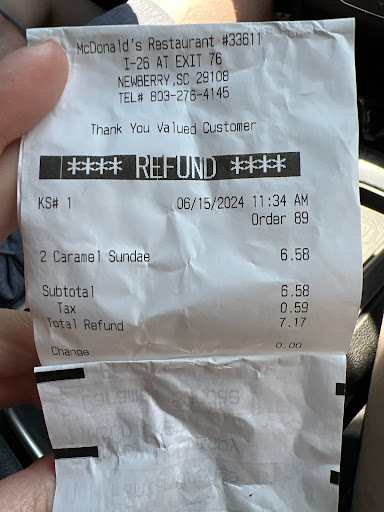 McDonald's Restaurant #33611
I-26 AT EXIT 76
NEWBERRY,SC 29108
TEL# 803-276-4145
Thank You Valued Customer
**** REFUND ****
KS# 1 06/15/2024 11:34 AM
Order 89
2 Caramel Sundae 6.58
Subtotal 6.58
Tax 0.59
Total Refund 7.17
Change 0.00